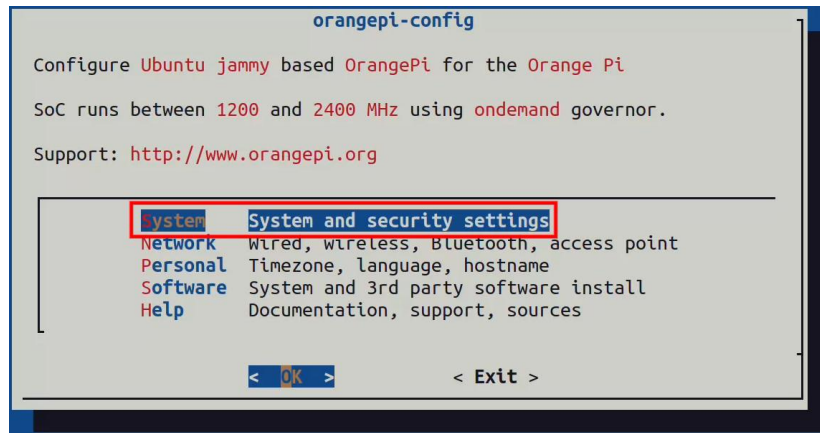 orangepi-config
Configure Ubuntu jammy based OrangePi for the Orange Pi
SoC runs between 1200 and 2400 MHz using ondemand governor.
Support: http://www.orangepi.org
System System and security settings
Network Wired, wireless, Bluetooth, access point
Personal Timezone, language, hostname
Software System and 3rd party software install
Help Documentation, support, sources
< OK > < Exit >